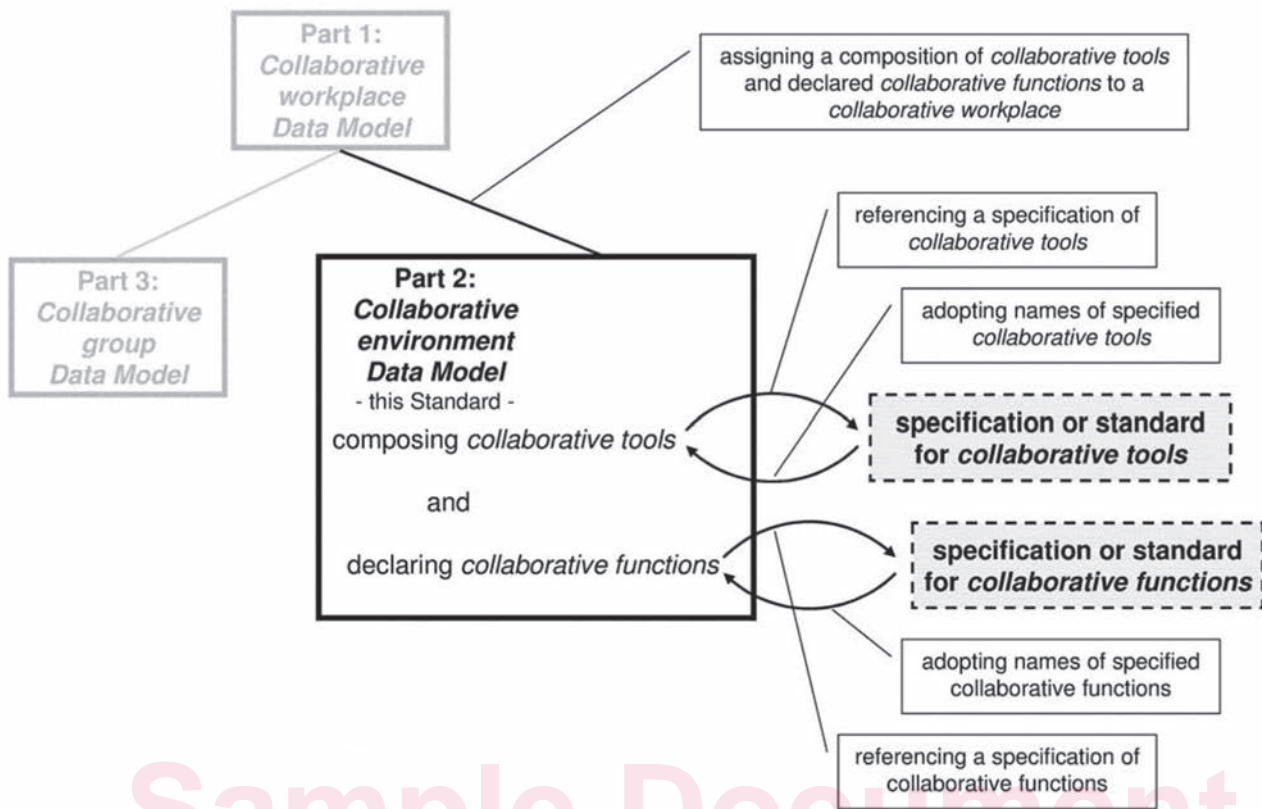 Part 1:
Collaborative
workplace
Data Model
assigning a composition of collaborative tools
and declared collaborative functions to a
collaborative workplace
referencing a specification of
collaborative tools
Part 3:
Collaborative
group
Data Model
Part 2:
Collaborative
environment
Data Model
- this Standard -
composing collaborative tools
and
declaring collaborative functions
adopting names of specified
collaborative tools
specification or standard
for collaborative tools
specification or standard
for collaborative functions
adopting names of specified
collaborative functions
referencing a specification of
collaborative functions
Sample Document